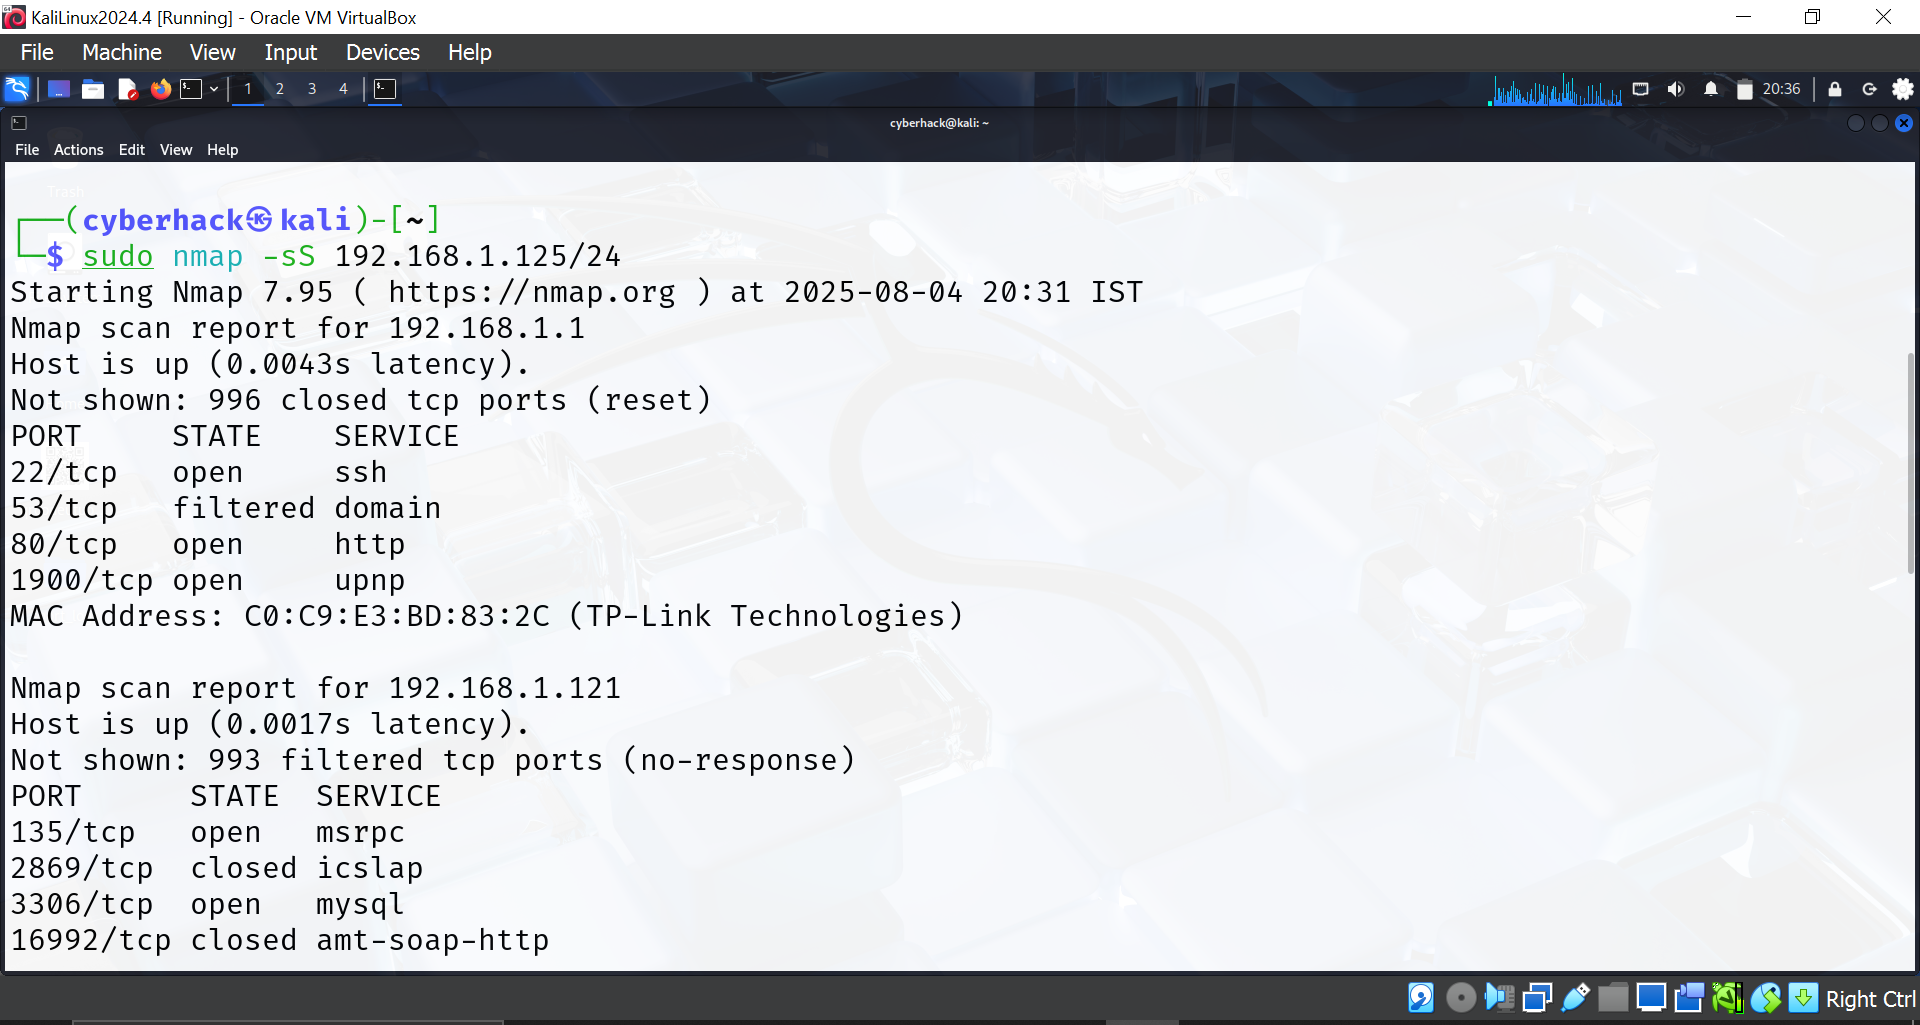 KaliLinux2024.4 [Running] - Oracle VM VirtualBox
File Machine View Input Devices Help
1 2 3 4 20:36
cyberhack@kali: ~
File Actions Edit View Help
Trash
┌──(cyberhack㉿kali)-[~]
└─$ sudo nmap -sS 192.168.1.125/24
Starting Nmap 7.95 ( https://nmap.org ) at 2025-08-04 20:31 IST
Nmap scan report for 192.168.1.1
Host is up (0.0043s latency).
Not shown: 996 closed tcp ports (reset)
PORT     STATE    SERVICE
22/tcp   open     ssh
53/tcp   filtered domain
80/tcp   open     http
1900/tcp open     upnp
MAC Address: C0:C9:E3:BD:83:2C (TP-Link Technologies)
Nmap scan report for 192.168.1.121
Host is up (0.0017s latency).
Not shown: 993 filtered tcp ports (no-response)
PORT      STATE  SERVICE
135/tcp   open   msrpc
2869/tcp  closed icslap
3306/tcp  open   mysql
16992/tcp closed amt-soap-http
Right Ctrl